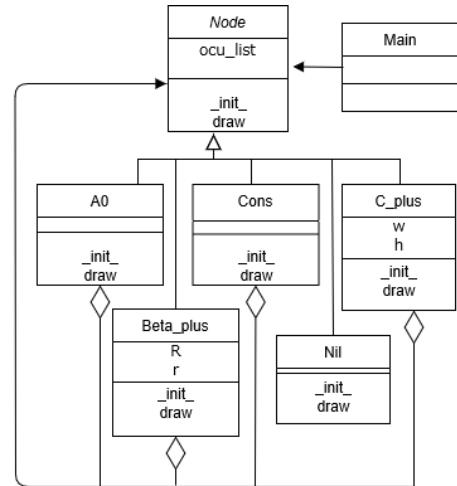 Node
ocu_list
_init_
draw
Main
A0
_init_
draw
Cons
_init_
draw
C_plus
w
h
_init_
draw
Beta_plus
R
r
_init_
draw
Nil
_init_
draw